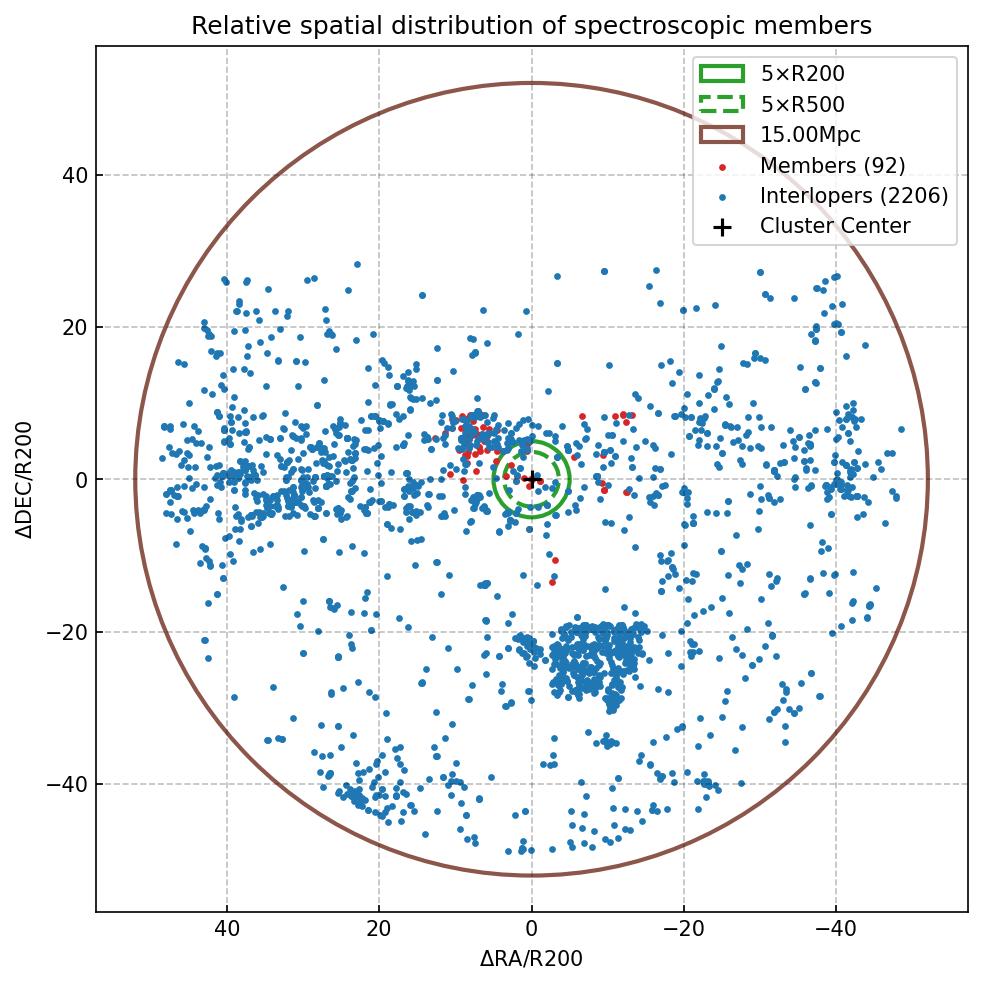 Relative spatial distribution of spectroscopic members
5×R200
5×R500
15.00Mpc
Members (92)
Interlopers (2206)
Cluster Center
ΔDEC/R200
40
20
0
−20
−40
40
20
0
−20
−40
ΔRA/R200